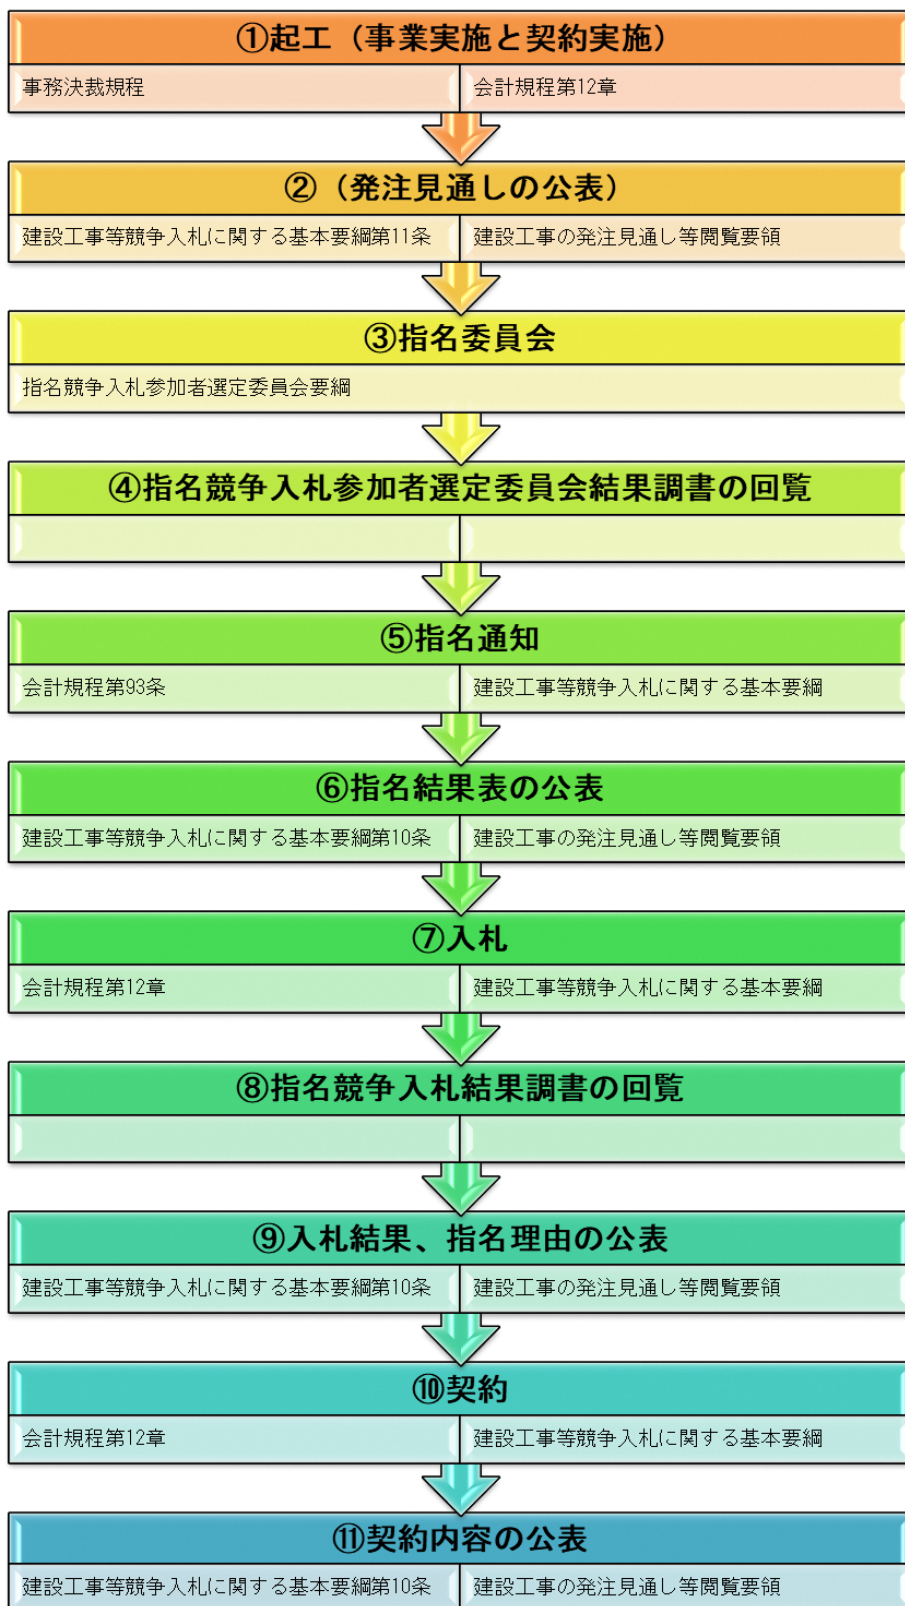 ①起工（事業実施と契約実施）
事務決裁規程
会計規程第12章
②（発注見通しの公表）
建設工事等競争入札に関する基本要綱第11条
建設工事の発注見通し等閲覧要領
③指名委員会
指名競争入札参加者選定委員会要綱
④指名競争入札参加者選定委員会結果調書の回覧
⑤指名通知
会計規程第93条
建設工事等競争入札に関する基本要綱
⑥指名結果表の公表
建設工事等競争入札に関する基本要綱第10条
建設工事の発注見通し等閲覧要領
⑦入札
会計規程第12章
建設工事等競争入札に関する基本要綱
⑧指名競争入札結果調書の回覧
⑨入札結果、指名理由の公表
建設工事等競争入札に関する基本要綱第10条
建設工事の発注見通し等閲覧要領
⑩契約
会計規程第12章
建設工事等競争入札に関する基本要綱
⑪契約内容の公表
建設工事等競争入札に関する基本要綱第10条
建設工事の発注見通し等閲覧要領